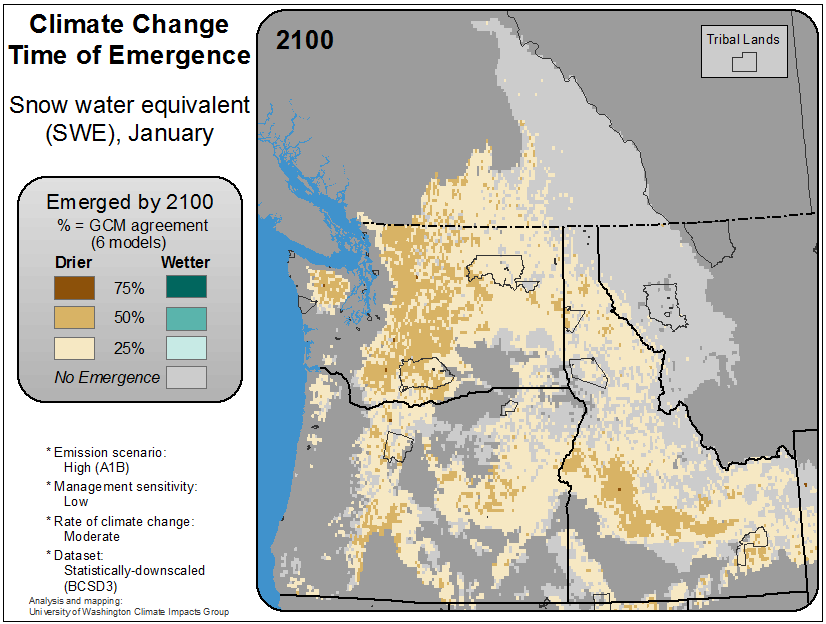 Climate Change
Time of Emergence
Snow water equivalent
(SWE), January
Emerged by 2100
% = GCM agreement
(6 models)
Drier
Wetter
75%
50%
25%
No Emergence
* Emission scenario:
High (A1B)
* Management sensitivity:
Low
* Rate of climate change:
Moderate
* Dataset:
Statistically-downscaled
(BCSD3)
Analysis and mapping:
University of Washington Climate Impacts Group
2100
Tribal Lands